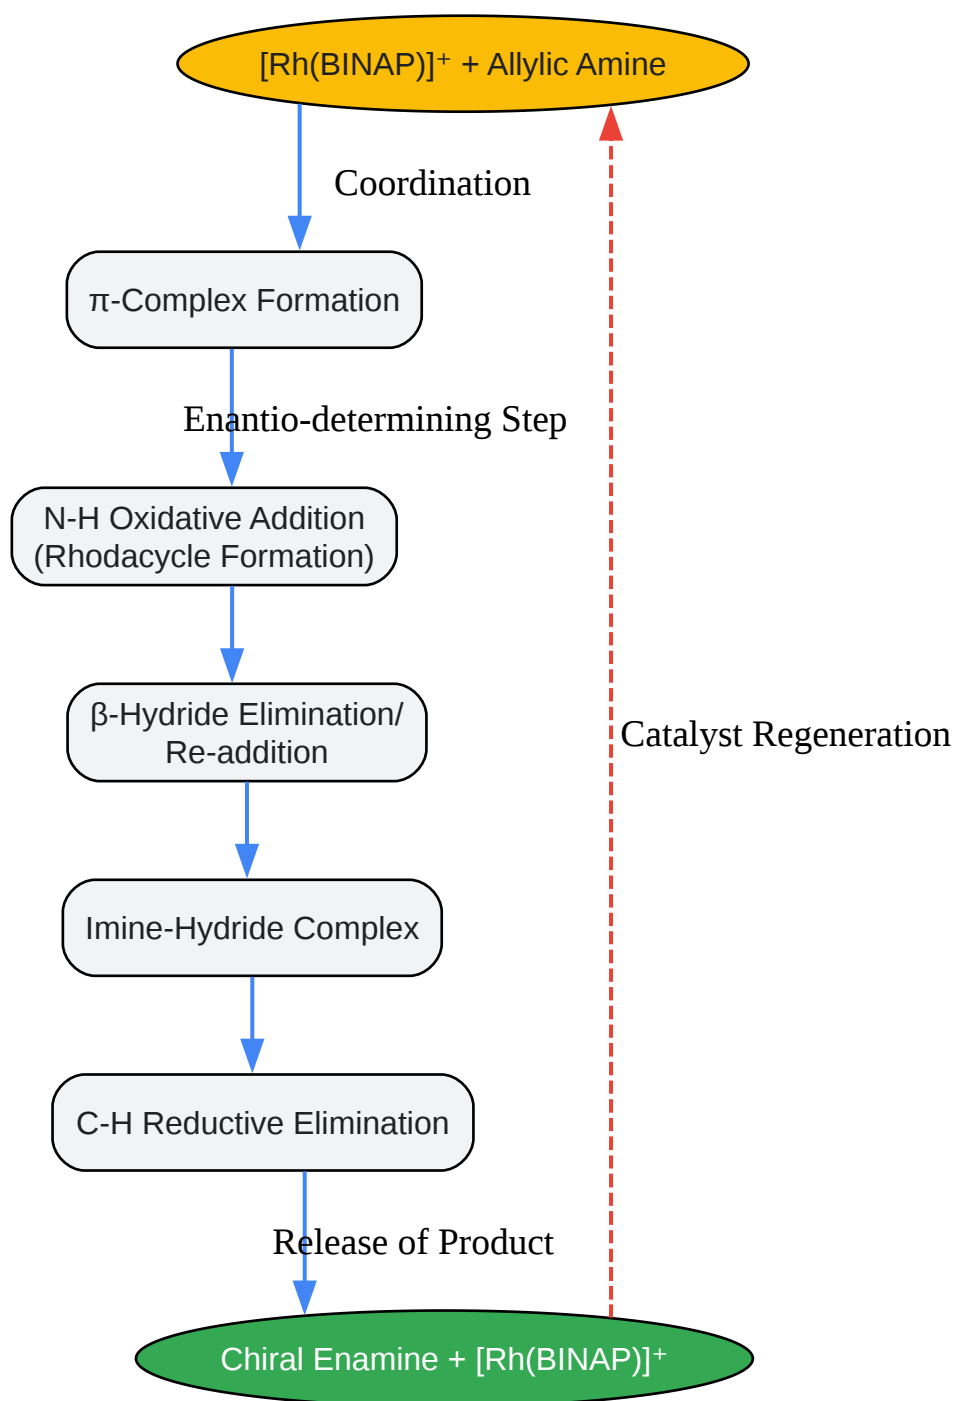 [Rh(BINAP)]⁺ + Allylic Amine
Coordination
π-Complex Formation
Enantio-determining Step
N-H Oxidative Addition
(Rhodacycle Formation)
β-Hydride Elimination/
Re-addition
Catalyst Regeneration
Imine-Hydride Complex
C-H Reductive Elimination
Release of Product
Chiral Enamine + [Rh(BINAP)]⁺